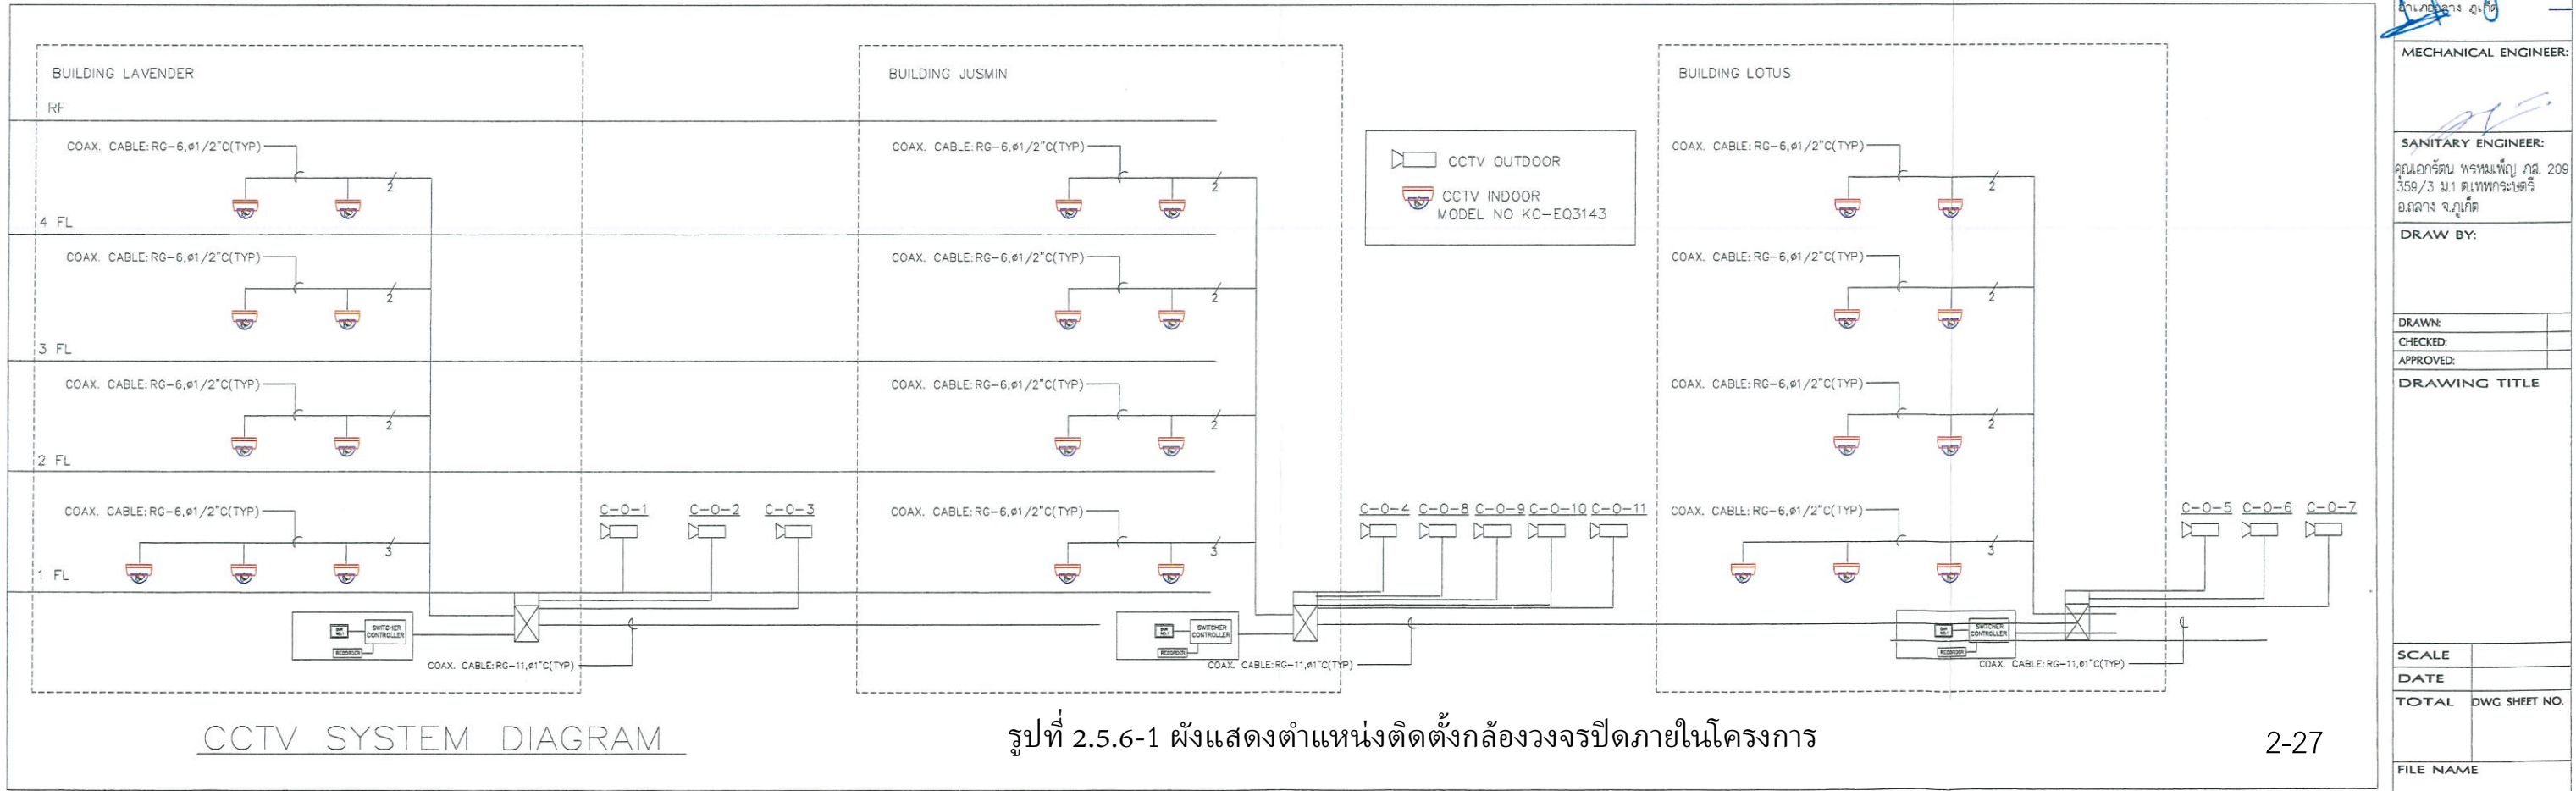 BUILDING LAVENDER
RF
COAX. CABLE:RG-6,ø1/2"C(TYP)
2
4 FL
COAX. CABLE:RG-6,ø1/2"C(TYP)
2
3 FL
COAX. CABLE:RG-6,ø1/2"C(TYP)
2
2 FL
COAX. CABLE:RG-6,ø1/2"C(TYP)
3
1 FL
C-O-1 C-O-2 C-O-3
SWITCHER
CONTROLLER
RECORDER
COAX. CABLE:RG-11,ø1"C(TYP)
BUILDING JUSMIN
COAX. CABLE:RG-6,ø1/2"C(TYP)
2
COAX. CABLE:RG-6,ø1/2"C(TYP)
2
COAX. CABLE:RG-6,ø1/2"C(TYP)
2
COAX. CABLE:RG-6,ø1/2"C(TYP)
3
C-O-4 C-O-8 C-O-9 C-O-10 C-O-11
SWITCHER
CONTROLLER
RECORDER
COAX. CABLE:RG-11,ø1"C(TYP)
CCTV OUTDOOR
CCTV INDOOR
MODEL NO KC-EQ3143
BUILDING LOTUS
COAX. CABLE:RG-6,ø1/2"C(TYP)
2
COAX. CABLE:RG-6,ø1/2"C(TYP)
2
COAX. CABLE:RG-6,ø1/2"C(TYP)
2
COAX. CABLE:RG-6,ø1/2"C(TYP)
3
C-O-5 C-O-6 C-O-7
SWITCHER
CONTROLLER
RECORDER
COAX. CABLE:RG-11,ø1"C(TYP)
CCTV SYSTEM DIAGRAM
รูปที่ 2.5.6-1 ผังแสดงตำแหน่งติดตั้งกล้องวงจรปิดภายในโครงการ
2-27
ภูเก็ต
MECHANICAL ENGINEER:
SANITARY ENGINEER:
คุณเอกรัตน พรหมเพ็ญ ภส. 209
359/3 ม.1 ต.เทพกระษัตรี
อ.ถลาง จ.ภูเก็ต
DRAW BY:
DRAWN:
CHECKED:
APPROVED:
DRAWING TITLE
SCALE
DATE
TOTAL DWG. SHEET NO.
FILE NAME